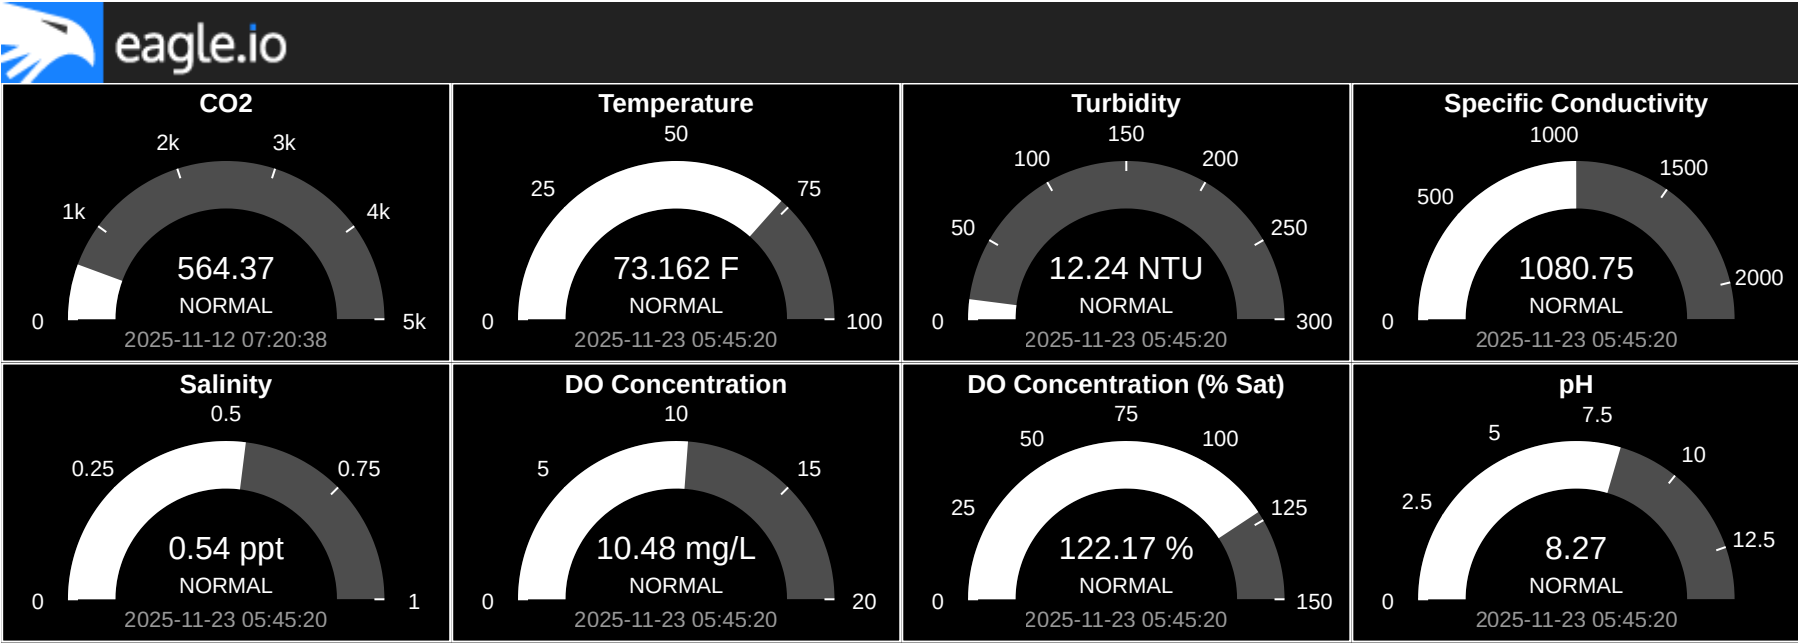 eagle.io
CO2
2k
3k
1k
4k
564.37
NORMAL
0
5k
2025-11-12 07:20:38
Temperature
50
25
75
73.162 F
NORMAL
0
100
2025-11-23 05:45:20
Turbidity
150
100
200
50
250
12.24 NTU
NORMAL
0
300
2025-11-23 05:45:20
Specific Conductivity
1000
1500
500
2000
1080.75
NORMAL
0
2025-11-23 05:45:20
Salinity
0.5
0.25
0.75
0.54 ppt
NORMAL
0
1
2025-11-23 05:45:20
DO Concentration
10
5
15
10.48 mg/L
NORMAL
0
20
2025-11-23 05:45:20
DO Concentration (% Sat)
75
50
100
25
125
122.17 %
NORMAL
0
150
2025-11-23 05:45:20
pH
7.5
5
10
2.5
12.5
8.27
NORMAL
0
2025-11-23 05:45:20